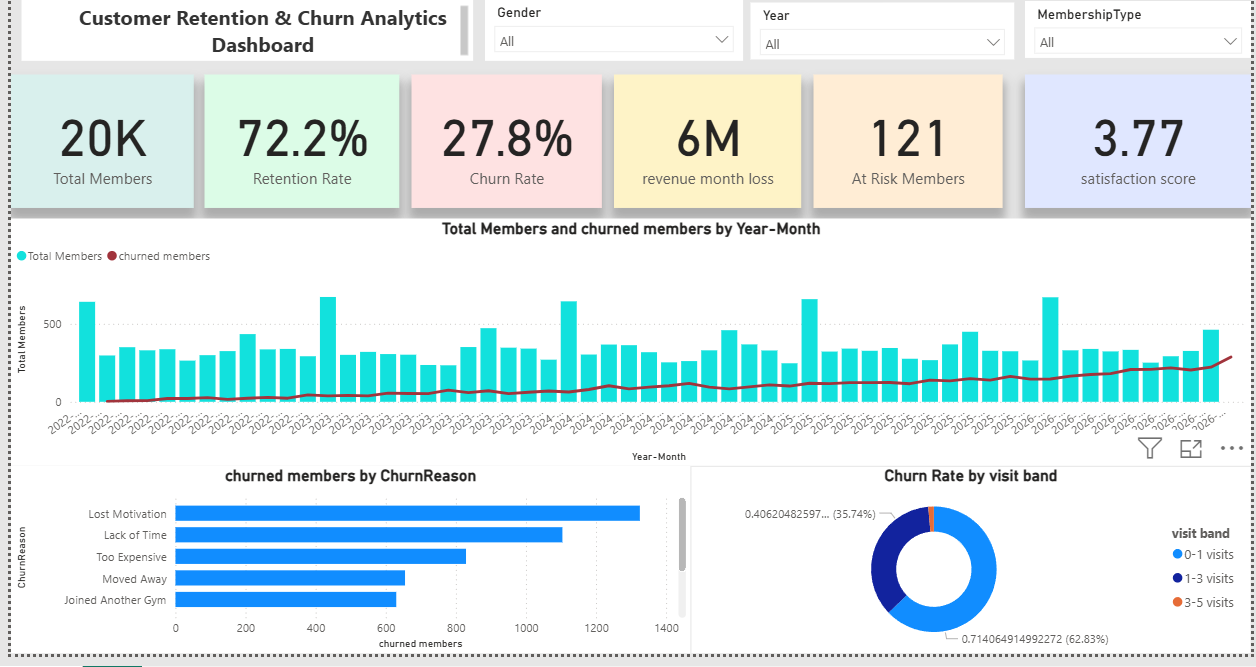 Customer Retention & Churn Analytics
Dashboard
Gender
All
Year
All
MembershipType
All
20K
Total Members
72.2%
Retention Rate
27.8%
Churn Rate
6M
revenue month loss
121
At Risk Members
3.77
satisfaction score
Total Members and churned members by Year-Month
Total Members
churned members
Total Members
500
0
Year-Month
churned members by ChurnReason
ChurnReason
Lost Motivation
Lack of Time
Too Expensive
Moved Away
Joined Another Gym
0 200 400 600 800 1000 1200 1400
churned members
Churn Rate by visit band
0.40620482597... (35.74%)
0.714064914992272 (62.83%)
visit band
0-1 visits
1-3 visits
3-5 visits